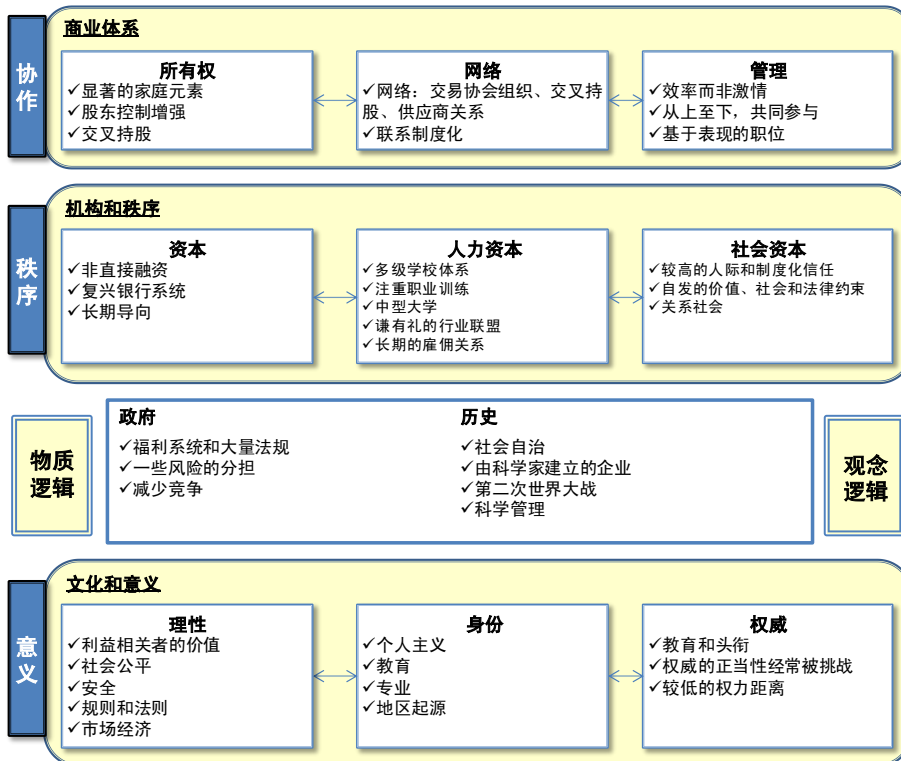 协作
商业体系
所有权
✓显著的家庭元素
✓股东控制增强
✓交叉持股
网络
✓网络：交易协会组织、交叉持
股、供应商关系
✓联系制度化
管理
✓效率而非激情
✓从上至下，共同参与
✓基于表现的职位
秩序
机构和秩序
资本
✓非直接融资
✓复兴银行系统
✓长期导向
人力资本
✓多级学校体系
✓注重职业训练
✓中型大学
✓谦有礼的行业联盟
✓长期的雇佣关系
社会资本
✓较高的人际和制度化信任
✓自发的价值、社会和法律约束
✓关系社会
物质
逻辑
政府
✓福利系统和大量法规
✓一些风险的分担
✓减少竞争
历史
✓社会自治
✓由科学家建立的企业
✓第二次世界大战
✓科学管理
观念
逻辑
意义
文化和意义
理性
✓利益相关者的价值
✓社会公平
✓安全
✓规则和法则
✓市场经济
身份
✓个人主义
✓教育
✓专业
✓地区起源
权威
✓教育和头衔
✓权威的正当性经常被挑战
✓较低的权力距离